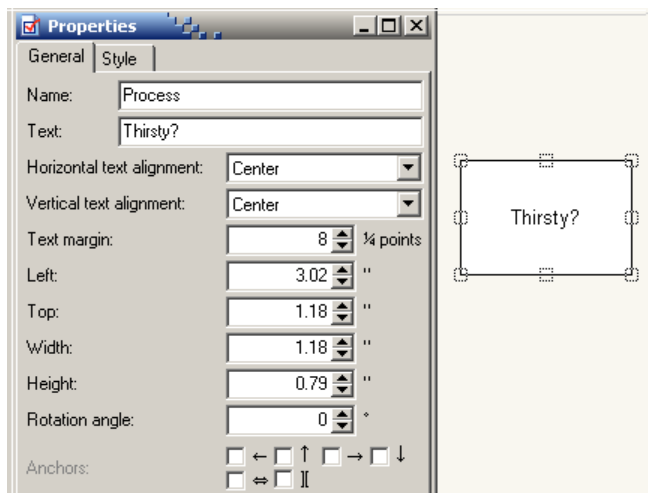 Properties
General Style
Name: Process
Text: Thirsty?
Horizontal text alignment: Center
Vertical text alignment: Center
Text margin: 8 ¼ points
Left: 3.02 "
Top: 1.18 "
Width: 1.18 "
Height: 0.79 "
Rotation angle: 0 °
Anchors: ← ↑ → ↓
⇔ ][
Thirsty?